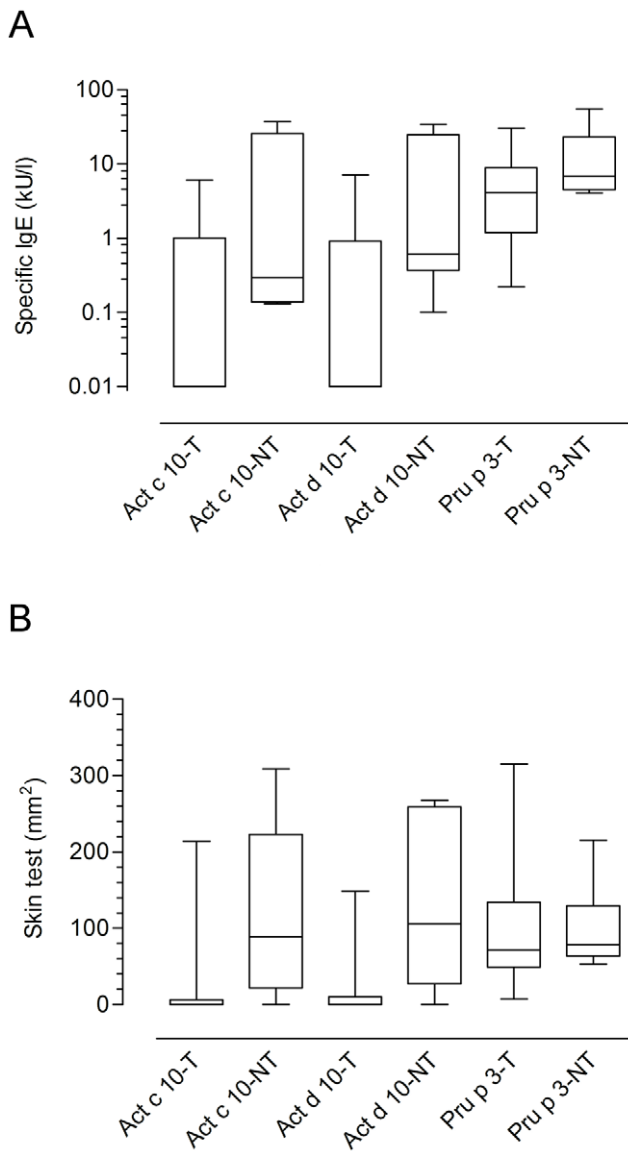 A
Specific IgE (kU/l)
100
10
1
0.1
0.01
Act c 10-T
Act c 10-NT
Act d 10-T
Act d 10-NT
Pru p 3-T
Pru p 3-NT
B
Skin test (mm²)
400
300
200
100
0
Act c 10-T
Act c 10-NT
Act d 10-T
Act d 10-NT
Pru p 3-T
Pru p 3-NT